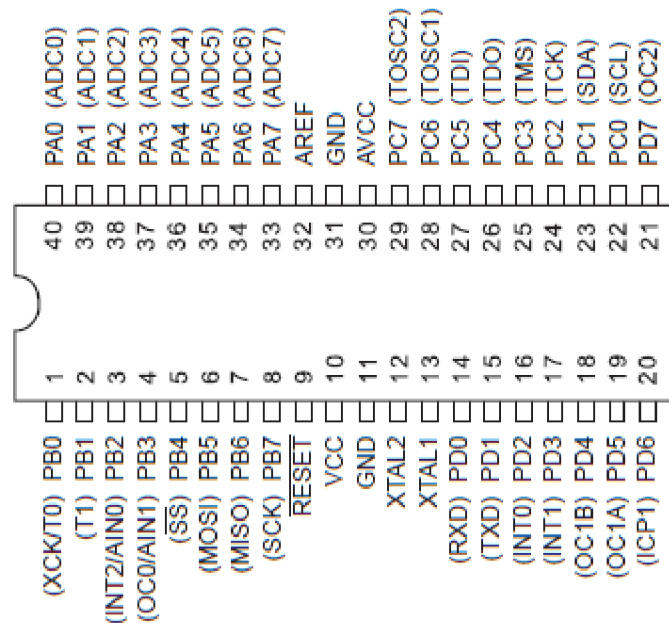 (XCK/T0) PB0 1 40 PA0 (ADC0)
(T1) PB1 2 39 PA1 (ADC1)
(INT2/AIN0) PB2 3 38 PA2 (ADC2)
(OC0/AIN1) PB3 4 37 PA3 (ADC3)
(SS) PB4 5 36 PA4 (ADC4)
(MOSI) PB5 6 35 PA5 (ADC5)
(MISO) PB6 7 34 PA6 (ADC6)
(SCK) PB7 8 33 PA7 (ADC7)
RESET 9 32 AREF
VCC 10 31 GND
GND 11 30 AVCC
XTAL2 12 29 PC7 (TOSC2)
XTAL1 13 28 PC6 (TOSC1)
(RXD) PD0 14 27 PC5 (TDI)
(TXD) PD1 15 26 PC4 (TDO)
(INT0) PD2 16 25 PC3 (TMS)
(INT1) PD3 17 24 PC2 (TCK)
(OC1B) PD4 18 23 PC1 (SDA)
(OC1A) PD5 19 22 PC0 (SCL)
(ICP1) PD6 20 21 PD7 (OC2)